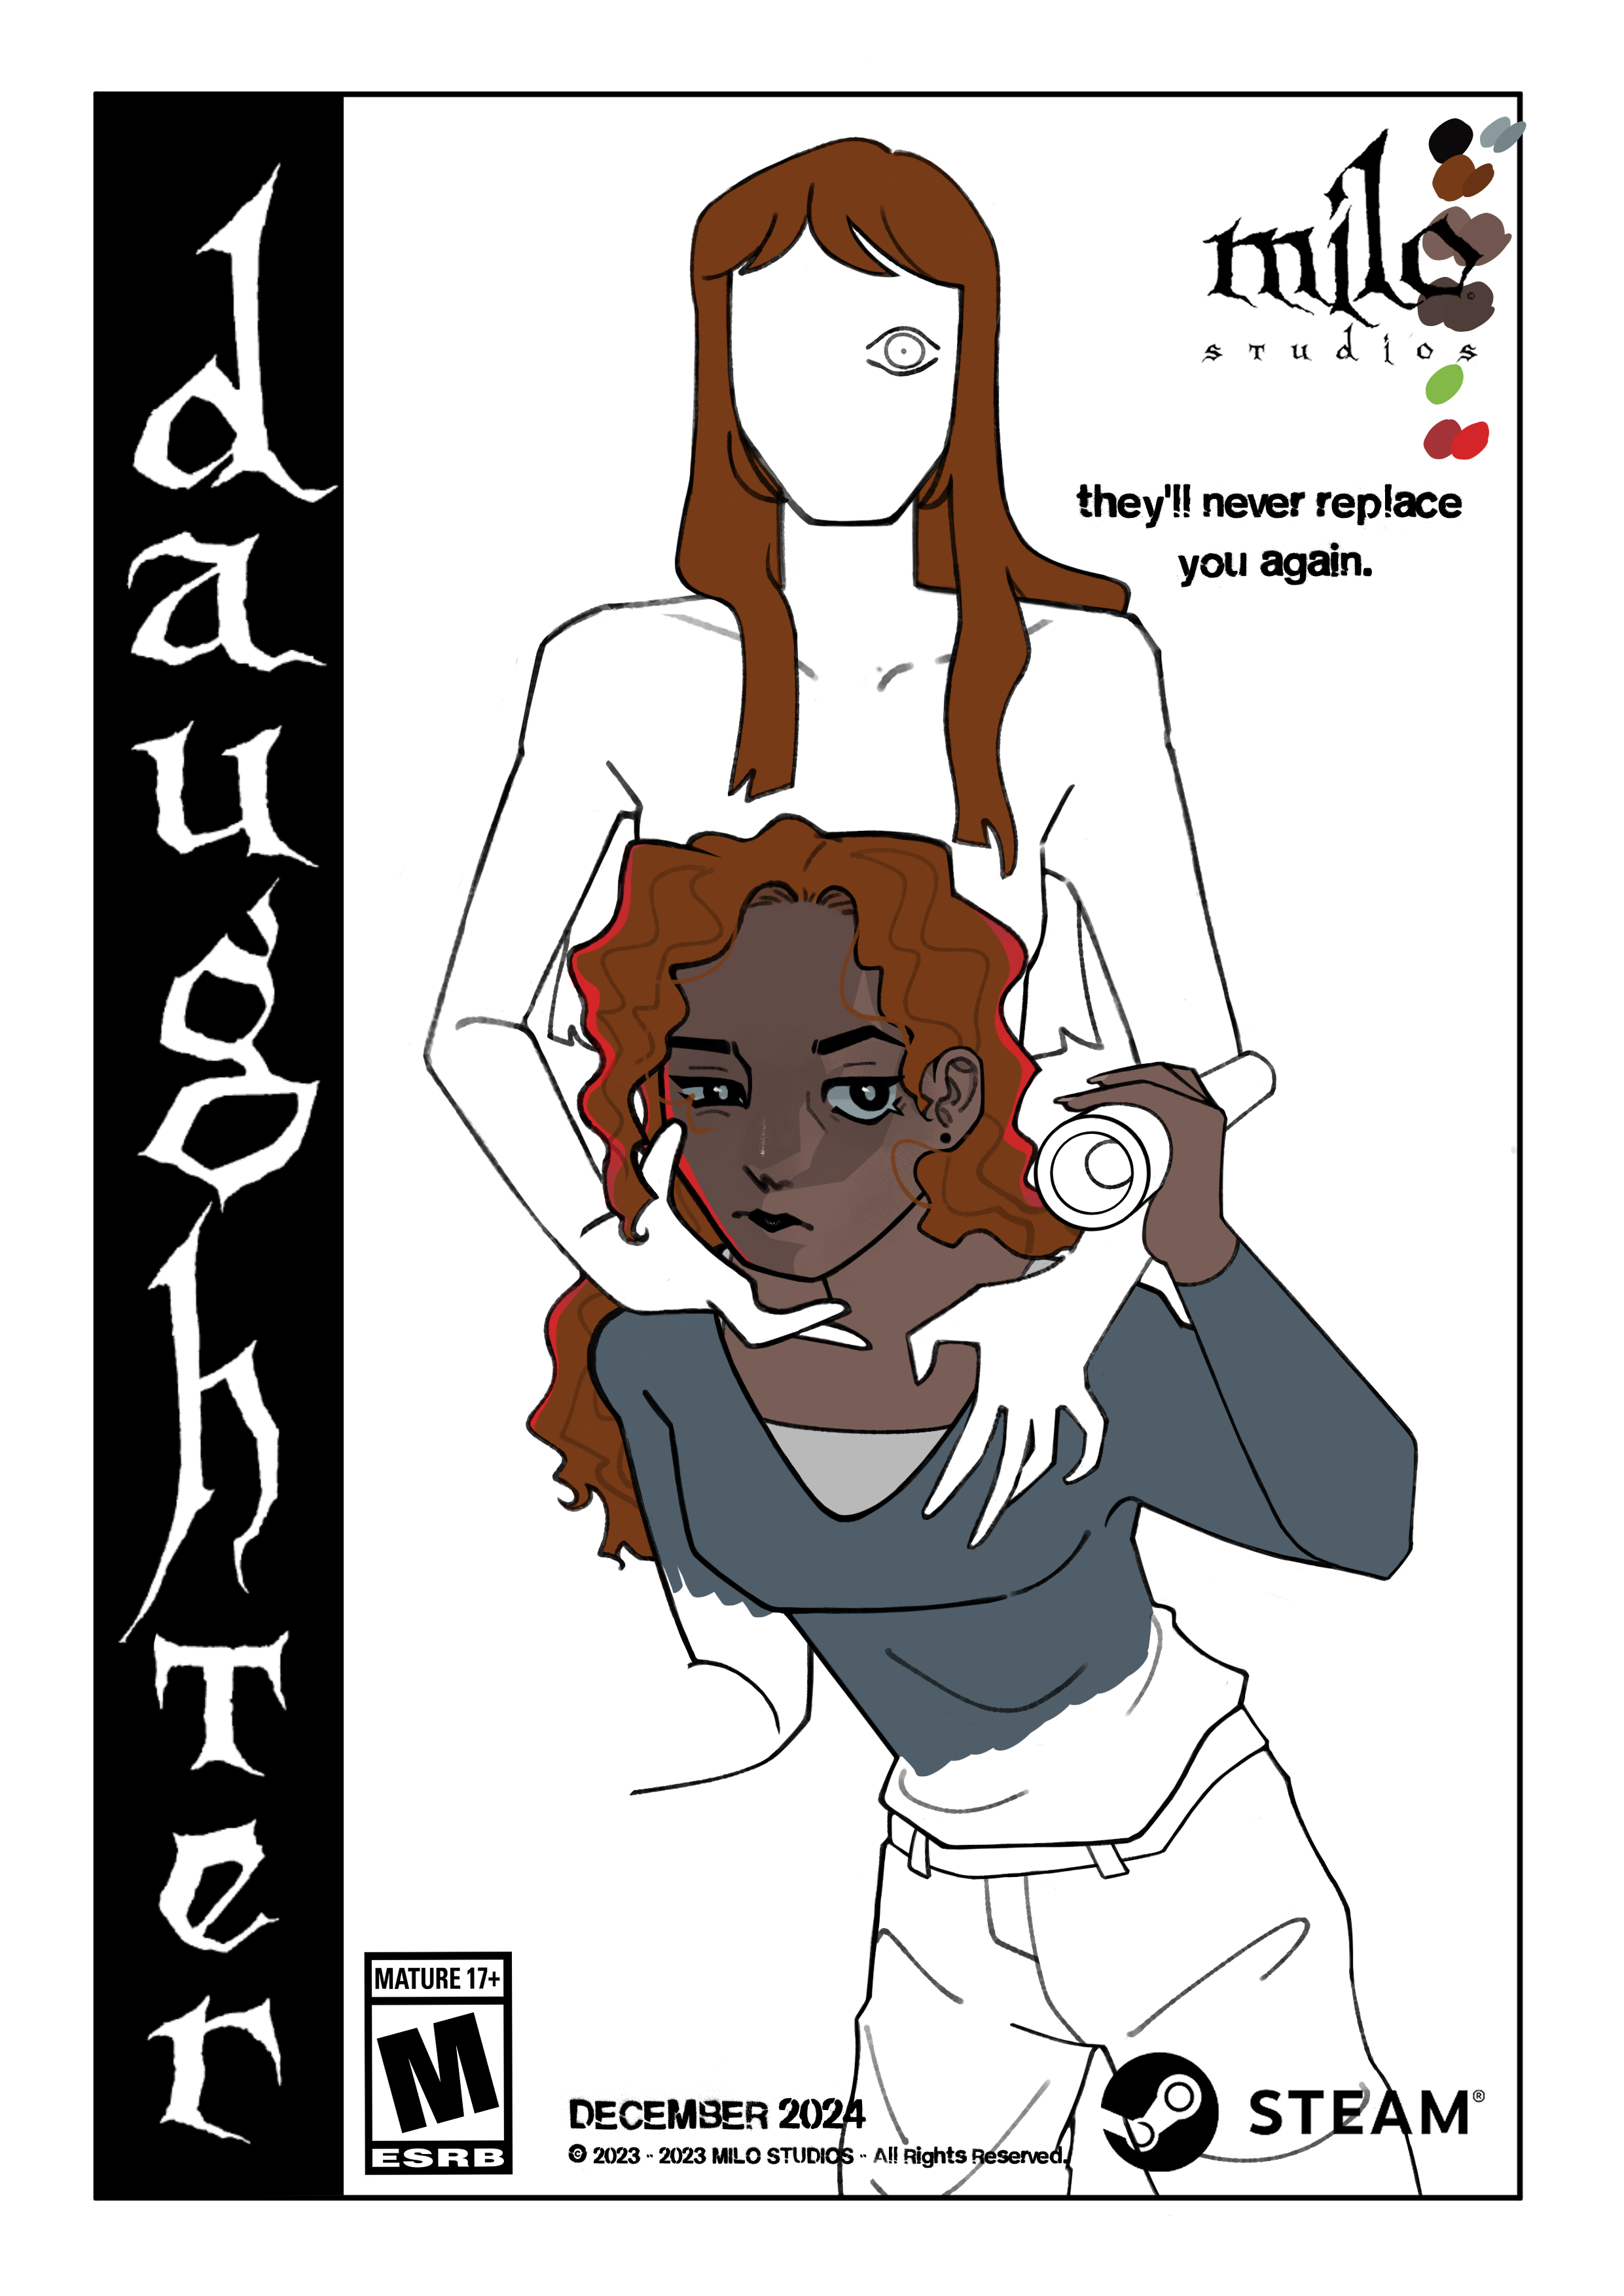 daughter
milo
studios
they'll never replace
you again.
MATURE 17+
M
ESRB
DECEMBER 2024
© 2023 - 2023 MILO STUDIOS - All Rights Reserved.
STEAM®